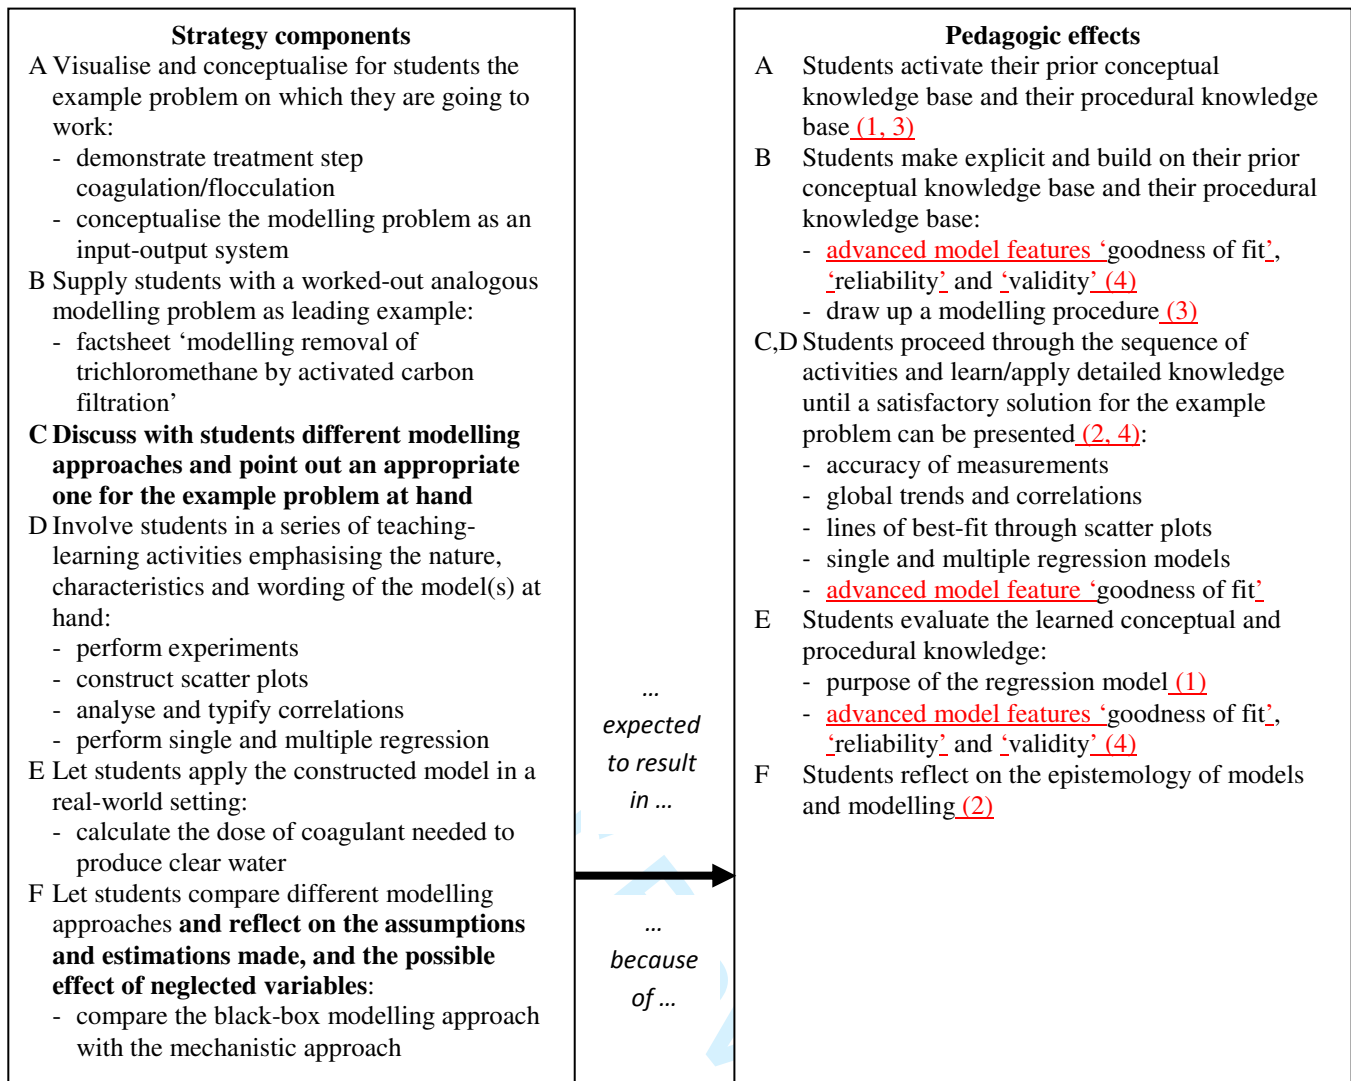 Strategy components
A Visualise and conceptualise for students the
example problem on which they are going to
work:
- demonstrate treatment step
coagulation/flocculation
- conceptualise the modelling problem as an
input-output system
B Supply students with a worked-out analogous
modelling problem as leading example:
- factsheet ‘modelling removal of
trichloromethane by activated carbon
filtration’
C Discuss with students different modelling
approaches and point out an appropriate
one for the example problem at hand
D Involve students in a series of teaching-
learning activities emphasising the nature,
characteristics and wording of the model(s) at
hand:
- perform experiments
- construct scatter plots
- analyse and typify correlations
- perform single and multiple regression
E Let students apply the constructed model in a
real-world setting:
- calculate the dose of coagulant needed to
produce clear water
F Let students compare different modelling
approaches and reflect on the assumptions
and estimations made, and the possible
effect of neglected variables:
- compare the black-box modelling approach
with the mechanistic approach
...
expected
to result
in ...
...
because
of ...
Pedagogic effects
A Students activate their prior conceptual
knowledge base and their procedural knowledge
base (1, 3)
B Students make explicit and build on their prior
conceptual knowledge base and their procedural
knowledge base:
- advanced model features ‘goodness of fit’,
‘reliability’ and ‘validity’ (4)
- draw up a modelling procedure (3)
C,D Students proceed through the sequence of
activities and learn/apply detailed knowledge
until a satisfactory solution for the example
problem can be presented (2, 4):
- accuracy of measurements
- global trends and correlations
- lines of best-fit through scatter plots
- single and multiple regression models
- advanced model feature ‘goodness of fit’
E Students evaluate the learned conceptual and
procedural knowledge:
- purpose of the regression model (1)
- advanced model features ‘goodness of fit’,
‘reliability’ and ‘validity’ (4)
F Students reflect on the epistemology of models
and modelling (2)